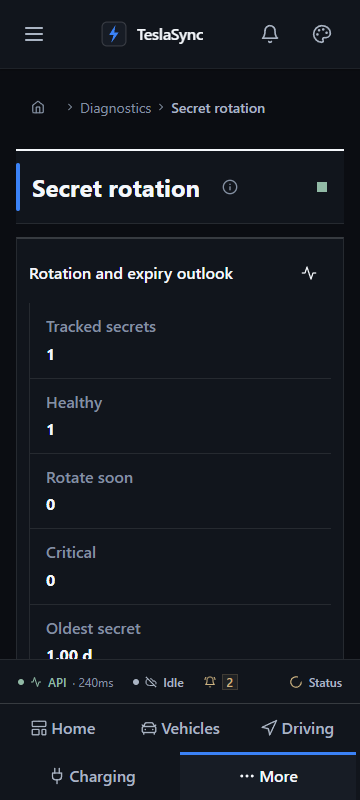 TeslaSync
Diagnostics Secret rotation
Secret rotation
Rotation and expiry outlook
Tracked secrets
1
Healthy
1
Rotate soon
0
Critical
0
Oldest secret
1.00 d
API · 240ms Idle 2 Status
Home Vehicles Driving
Charging More